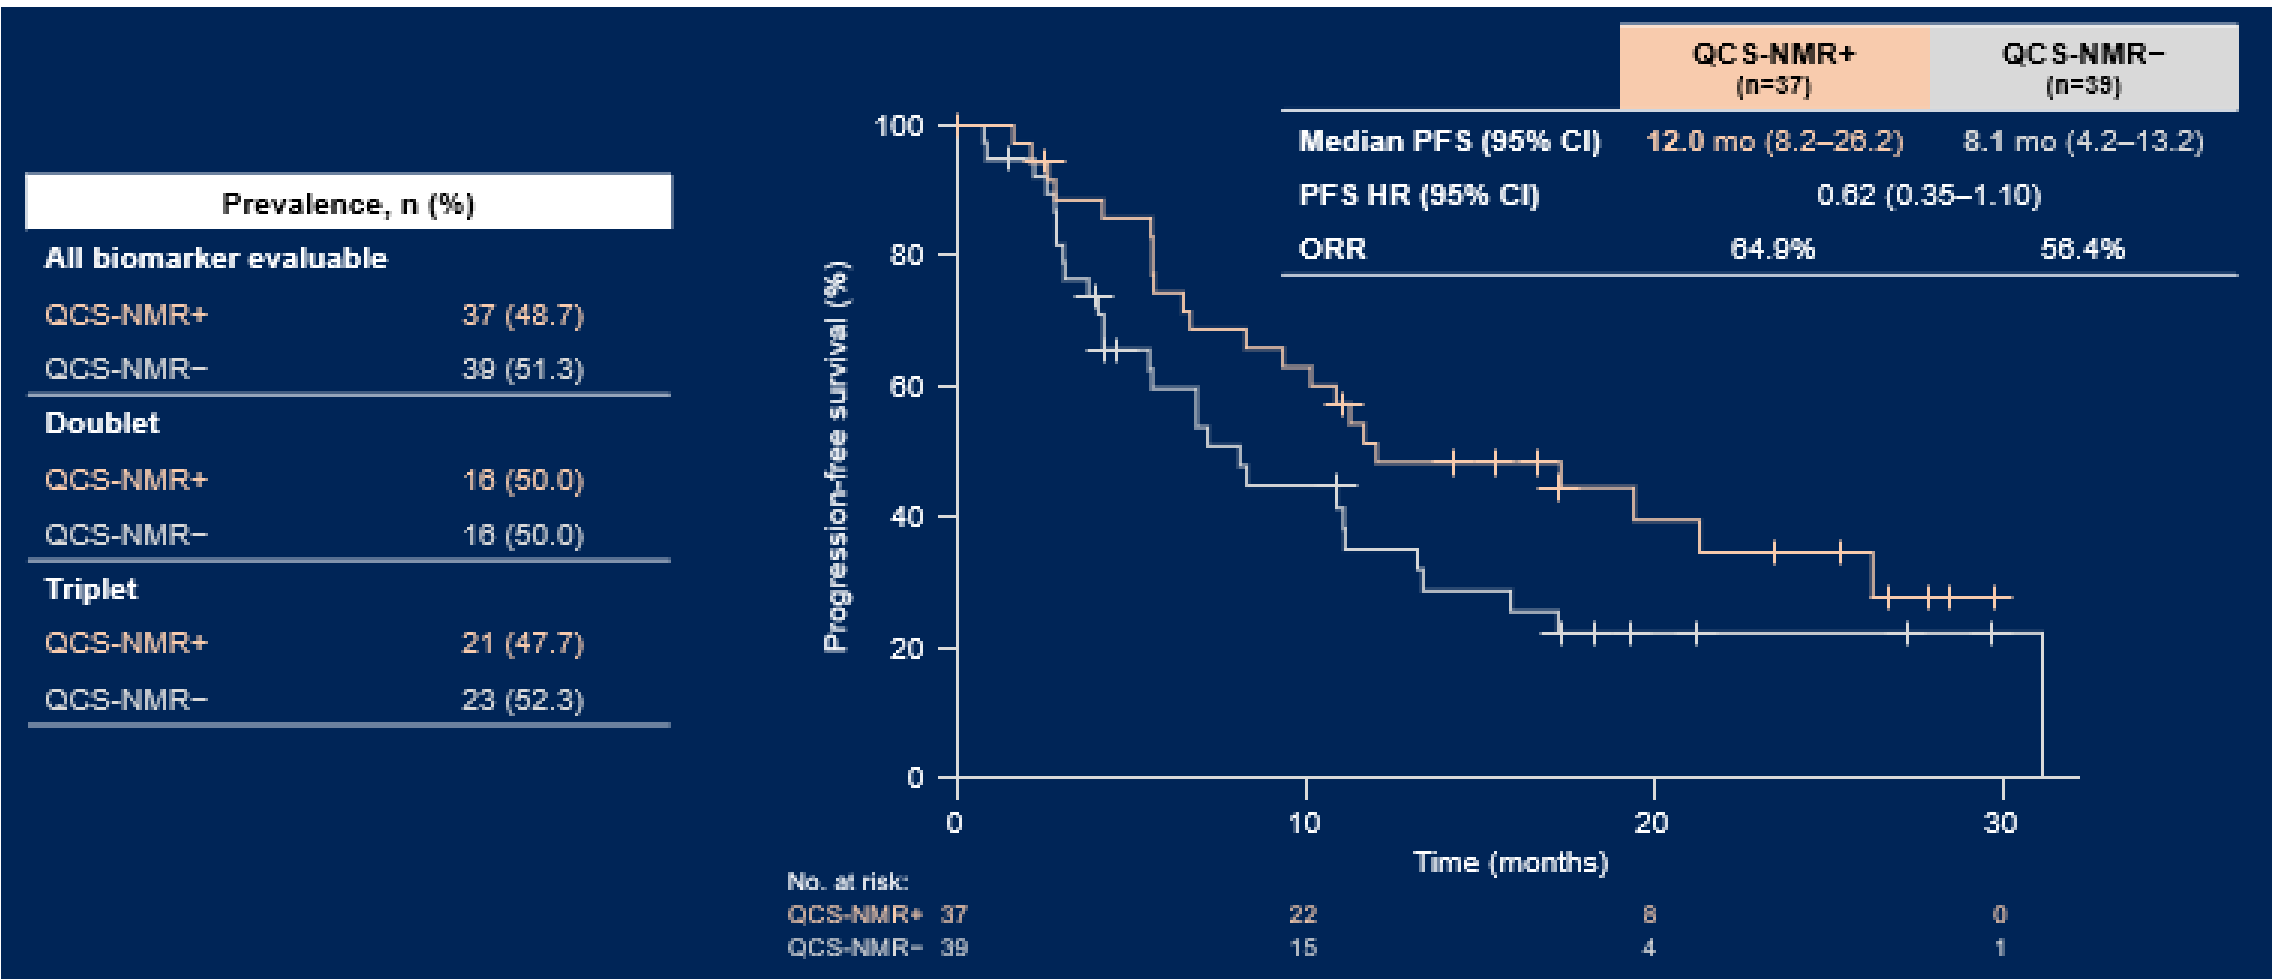 Prevalence, n (%)
All biomarker evaluable
QCS-NMR+ 37 (48.7)
QCS-NMR− 39 (51.3)
Doublet
QCS-NMR+ 16 (50.0)
QCS-NMR− 16 (50.0)
Triplet
QCS-NMR+ 21 (47.7)
QCS-NMR− 23 (52.3)
QCS-NMR+ QCS-NMR−
(n=37) (n=39)
Median PFS (95% CI) 12.0 mo (8.2–26.2) 8.1 mo (4.2–13.2)
PFS HR (95% CI) 0.62 (0.35–1.10)
ORR 64.9% 56.4%
Progression-free survival (%)
100
80
60
40
20
0
0 10 20 30
Time (months)
No. at risk:
QCS-NMR+ 37 22 8 0
QCS-NMR− 39 15 4 1